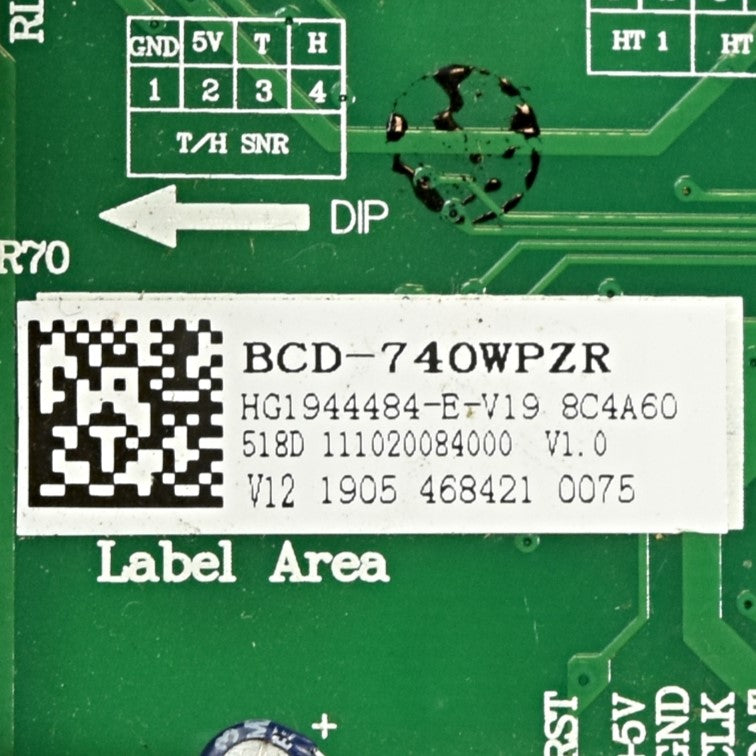 GND 5V T H
1 2 3 4
T/H SNR
HT 1 HT
DIP
R70
BCD-740WPZR
HG1944484-E-V19 8C4A60
518D 111020084000 V1.0
V12 1905 468421 0075
Label Area
+
RST
+5V
GND
CLK